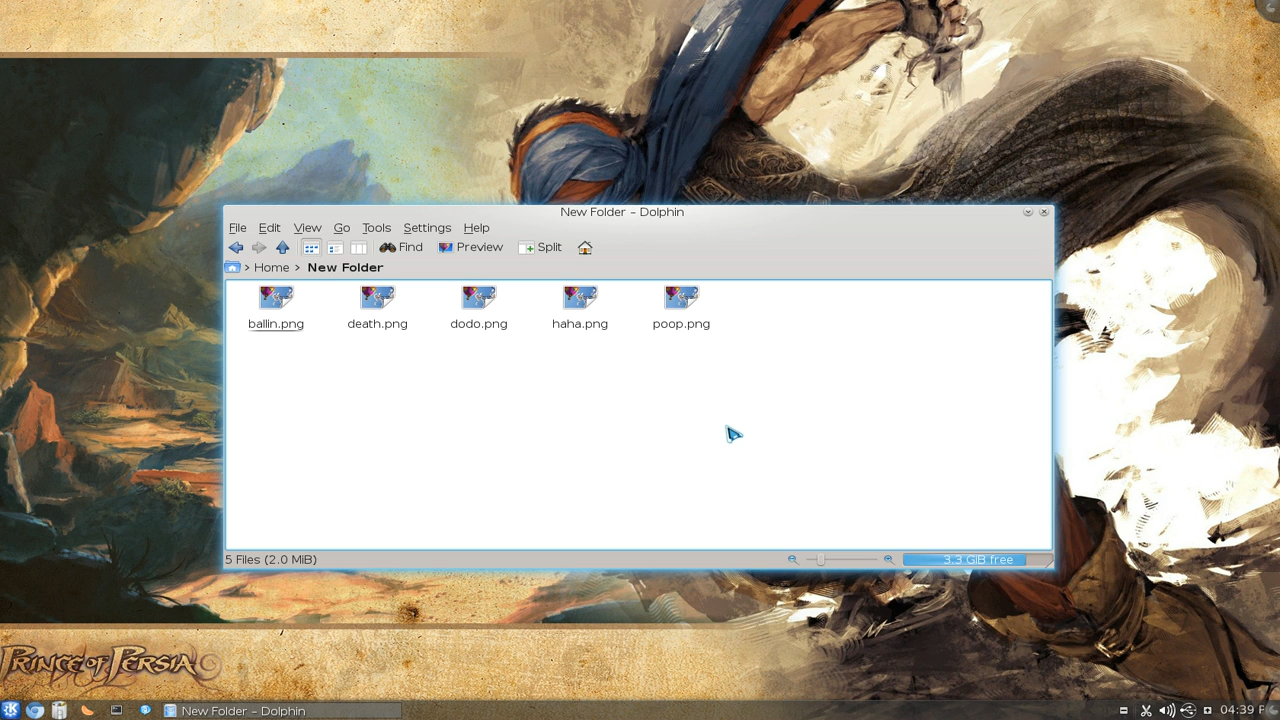 New Folder – Dolphin
File Edit View Go Tools Settings Help
Find Preview Split
> Home > New Folder
ballin.png death.png dodo.png haha.png poop.png
5 Files (2.0 MiB) 3.3 GiB free
PRINCE OF PERSIA
New Folder – Dolphin 04:39 P